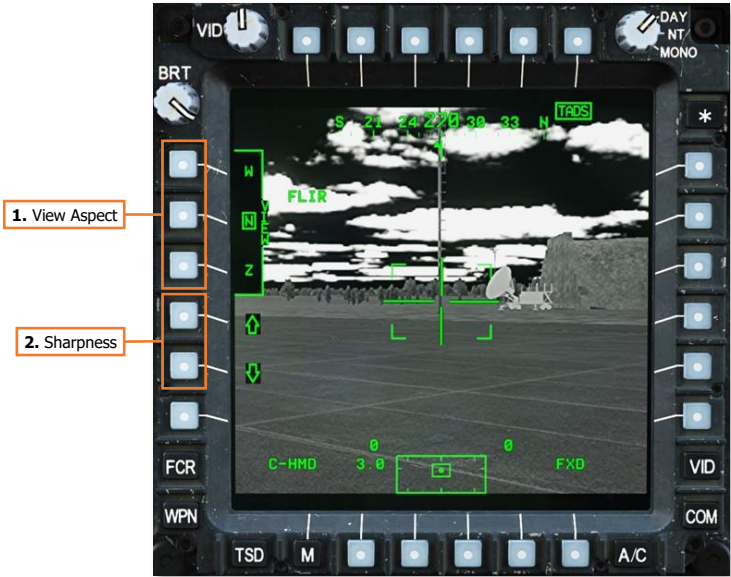 VID
DAY
NT
MONO
BRT
S 21 24 270 30 33 N
TADS
*
W
N
Z
VIEW
FLIR
1. View Aspect
2. Sharpness
0 0
C-HMD 3.0 FXD
FCR
VID
WPN
COM
TSD
M
A/C